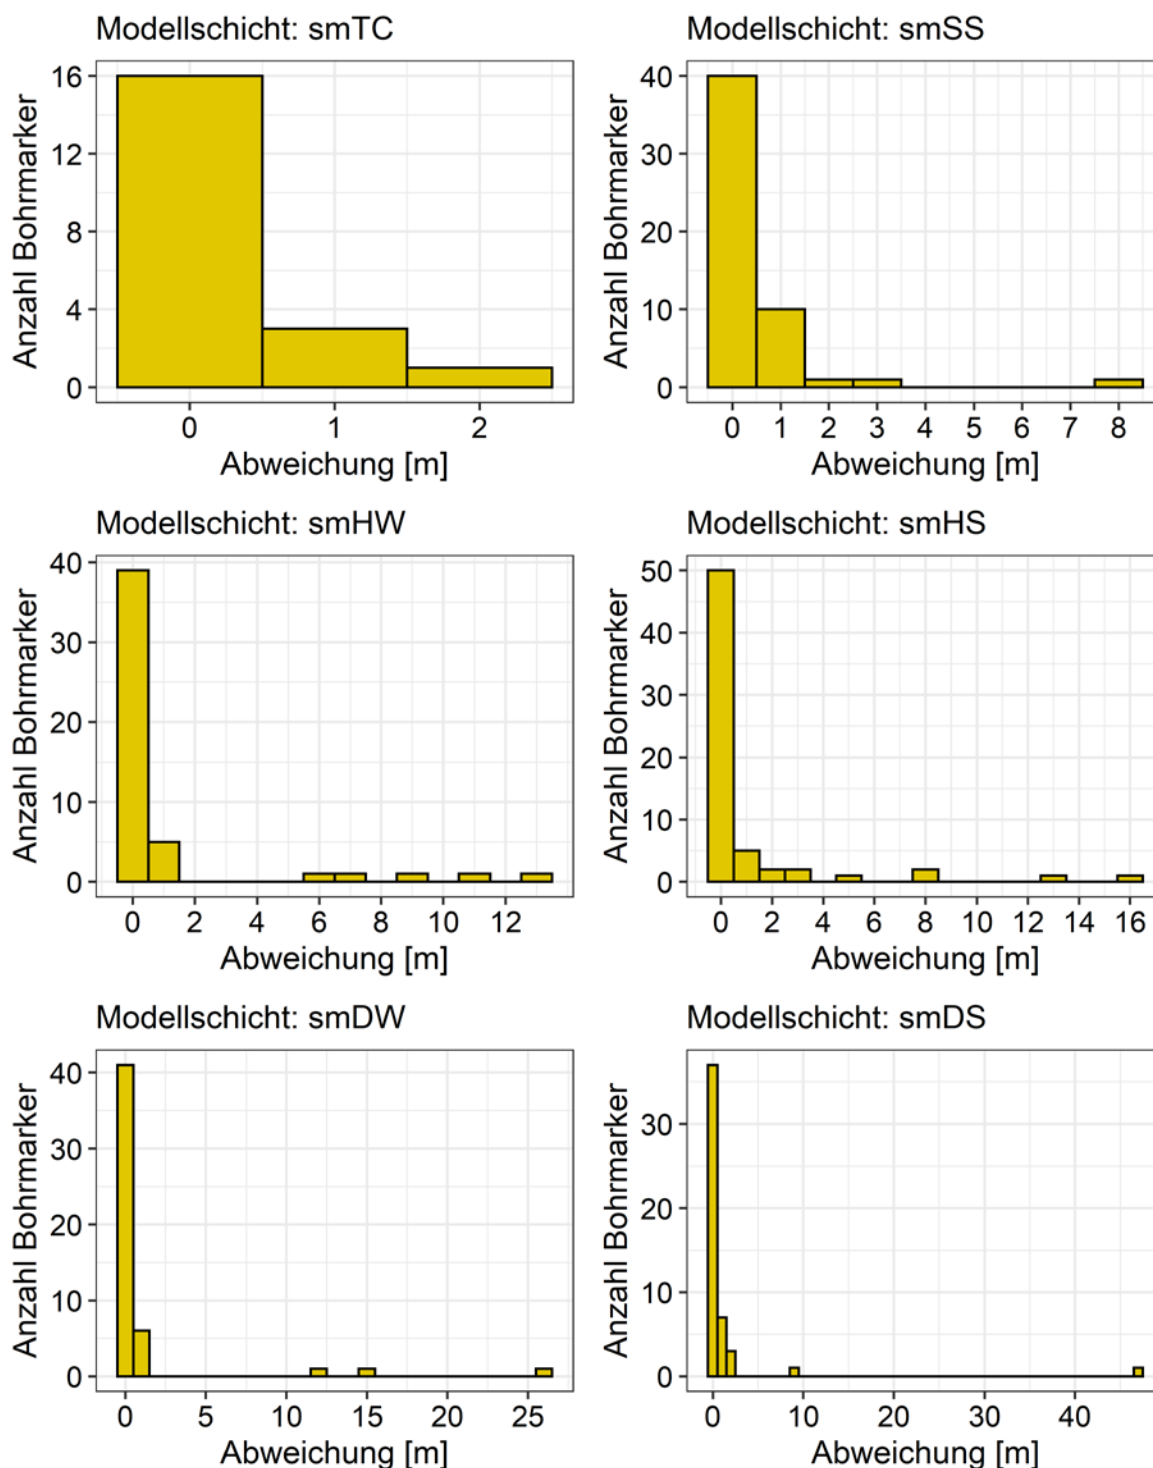 Modellschicht: smTC
Anzahl Bohrmarker
16
12
8
4
0
0 1 2
Abweichung [m]
Modellschicht: smSS
Anzahl Bohrmarker
40
30
20
10
0
0 1 2 3 4 5 6 7 8
Abweichung [m]
Modellschicht: smHW
Anzahl Bohrmarker
40
30
20
10
0
0 2 4 6 8 10 12
Abweichung [m]
Modellschicht: smHS
Anzahl Bohrmarker
50
40
30
20
10
0
0 2 4 6 8 10 12 14 16
Abweichung [m]
Modellschicht: smDW
Anzahl Bohrmarker
40
30
20
10
0
0 5 10 15 20 25
Abweichung [m]
Modellschicht: smDS
Anzahl Bohrmarker
30
20
10
0
0 10 20 30 40
Abweichung [m]